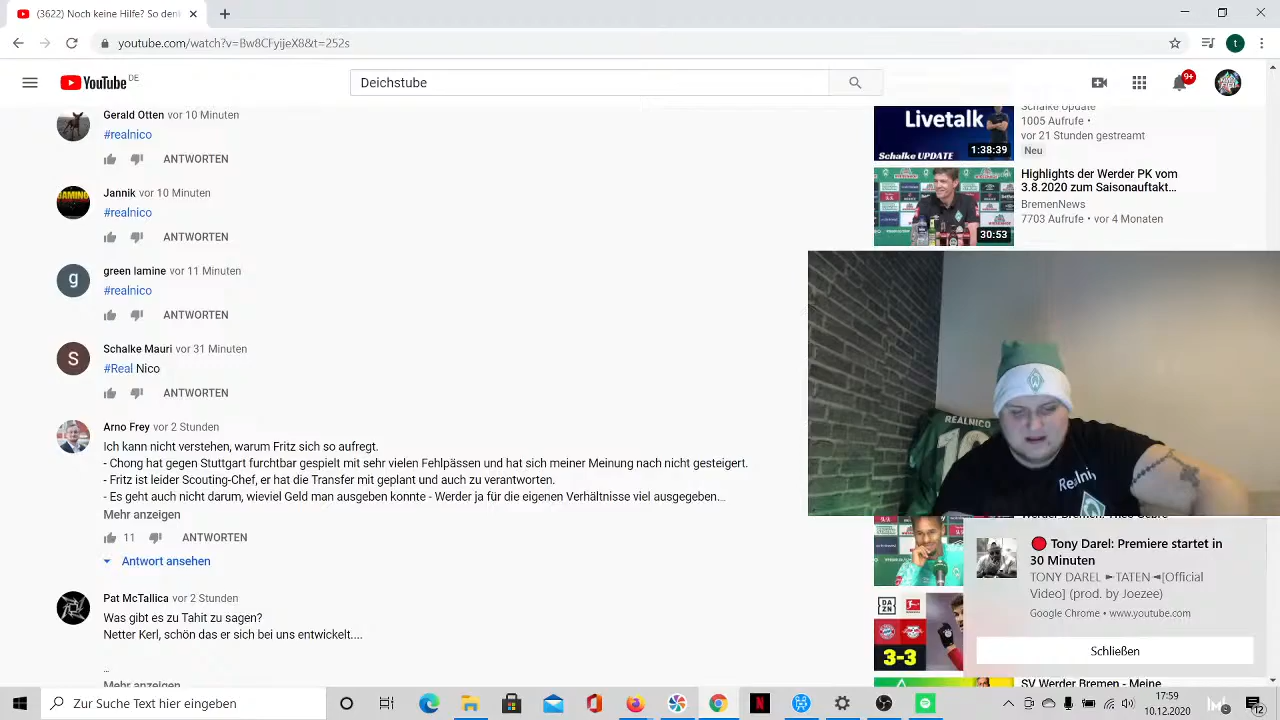 (3622) Noch keine Hilfe? So den
youtube.com/watch?v=Bw8CFyijeX8&t=252s
t
YouTube DE
Deichstube
9+
Gerald Otten vor 10 Minuten
#realnico
ANTWORTEN
GAMING
Jannik vor 10 Minuten
#realnico
ANTWORTEN
g
green lamine vor 11 Minuten
#realnico
ANTWORTEN
S
Schalke Mauri vor 31 Minuten
#Real Nico
ANTWORTEN
Arno Frey vor 2 Stunden
Ich kann nicht verstehen, warum Fritz sich so aufregt.
- Chong hat gegen Stuttgart furchtbar gespielt mit sehr vielen Fehlpässen und hat sich meiner Meinung nach nicht gesteigert.
- Fritz ist leider Scouting-Chef, er hat die Transfer mit geplant und auch zu verantworten.
- Es geht auch nicht darum, wieviel Geld man ausgeben konnte - Werder ja für die eigenen Verhältnisse viel ausgegeben...
Mehr anzeigen
11
ANTWORTEN
Antwort ansehen
Pat McTallica vor 2 Stunden
Was gibt es zu Tahit zu sagen?
Netter Kerl, schön das er sich bei uns entwickelt....
...
Mehr anzeigen
Livetalk
Schalke UPDATE
1:38:39
Schalke Update
1005 Aufrufe •
vor 21 Stunden gestreamt
Neu
30:53
Highlights der Werder PK vom
3.8.2020 zum Saisonauftakt...
BremenNews
7703 Aufrufe • vor 4 Monaten
REALNICO
Tony Darel: Premiere startet in
30 Minuten
TONY DAREL ►TATEN◄[Official
Video] (prod. by Joezee)
Google Chrome • www.youtube.com
Schließen
DA
ZN
3-3
SV Werder Bremen - Meine
Zur Suche Text hier eingeben
N
17:59
10.12.2020
12